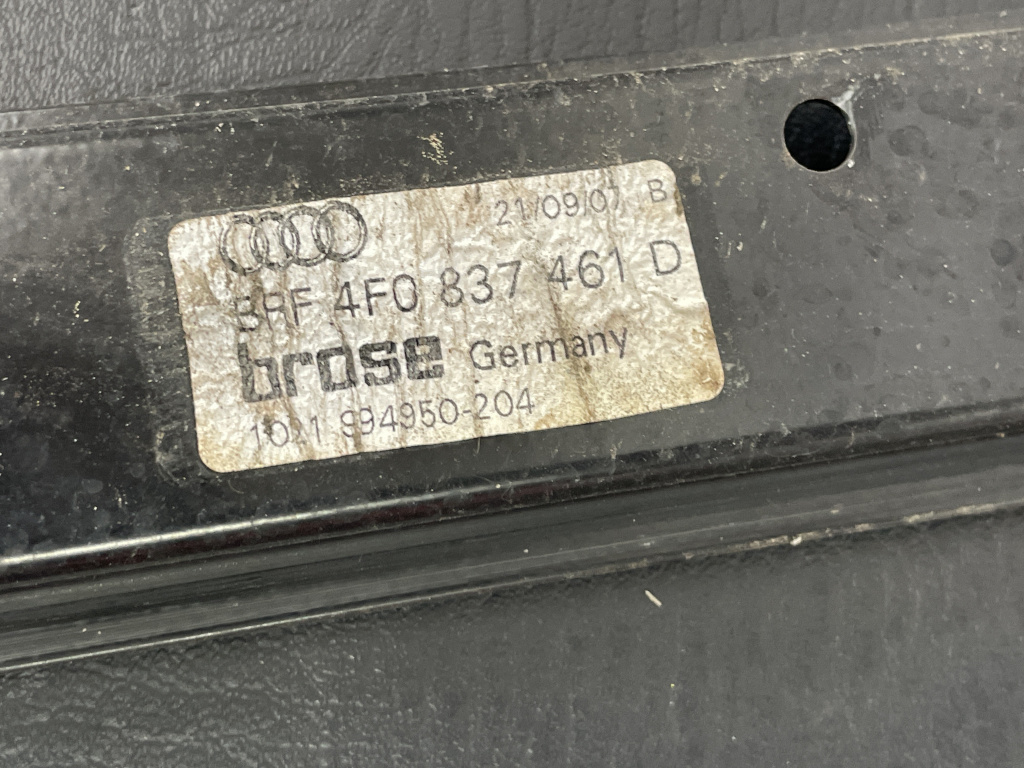 21/09/07 B
BRF 4F0 837 461 D
brose Germany
1021 994950-204